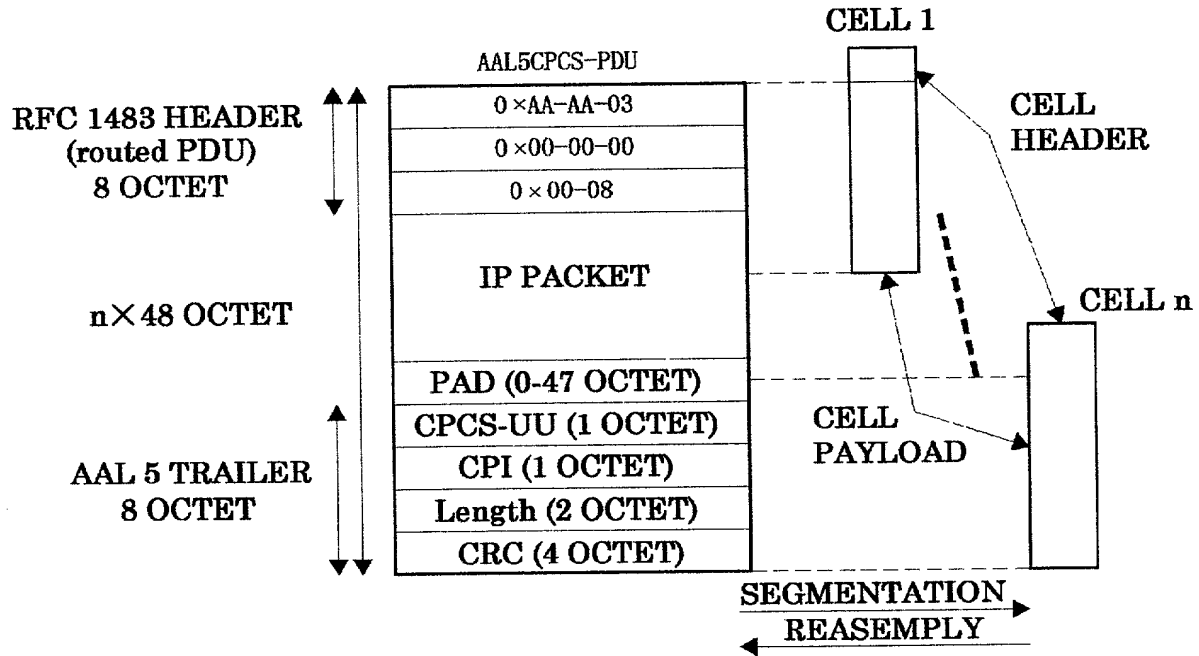 CELL 1
AAL5CPCS-PDU
RFC 1483 HEADER
(routed PDU)
8 OCTET
0×AA-AA-03
0×00-00-00
0×00-08
CELL
HEADER
IP PACKET
n×48 OCTET
CELL n
PAD (0-47 OCTET)
CPCS-UU (1 OCTET)
CPI (1 OCTET)
Length (2 OCTET)
CRC (4 OCTET)
CELL
PAYLOAD
AAL 5 TRAILER
8 OCTET
SEGMENTATION
REASEMPLY